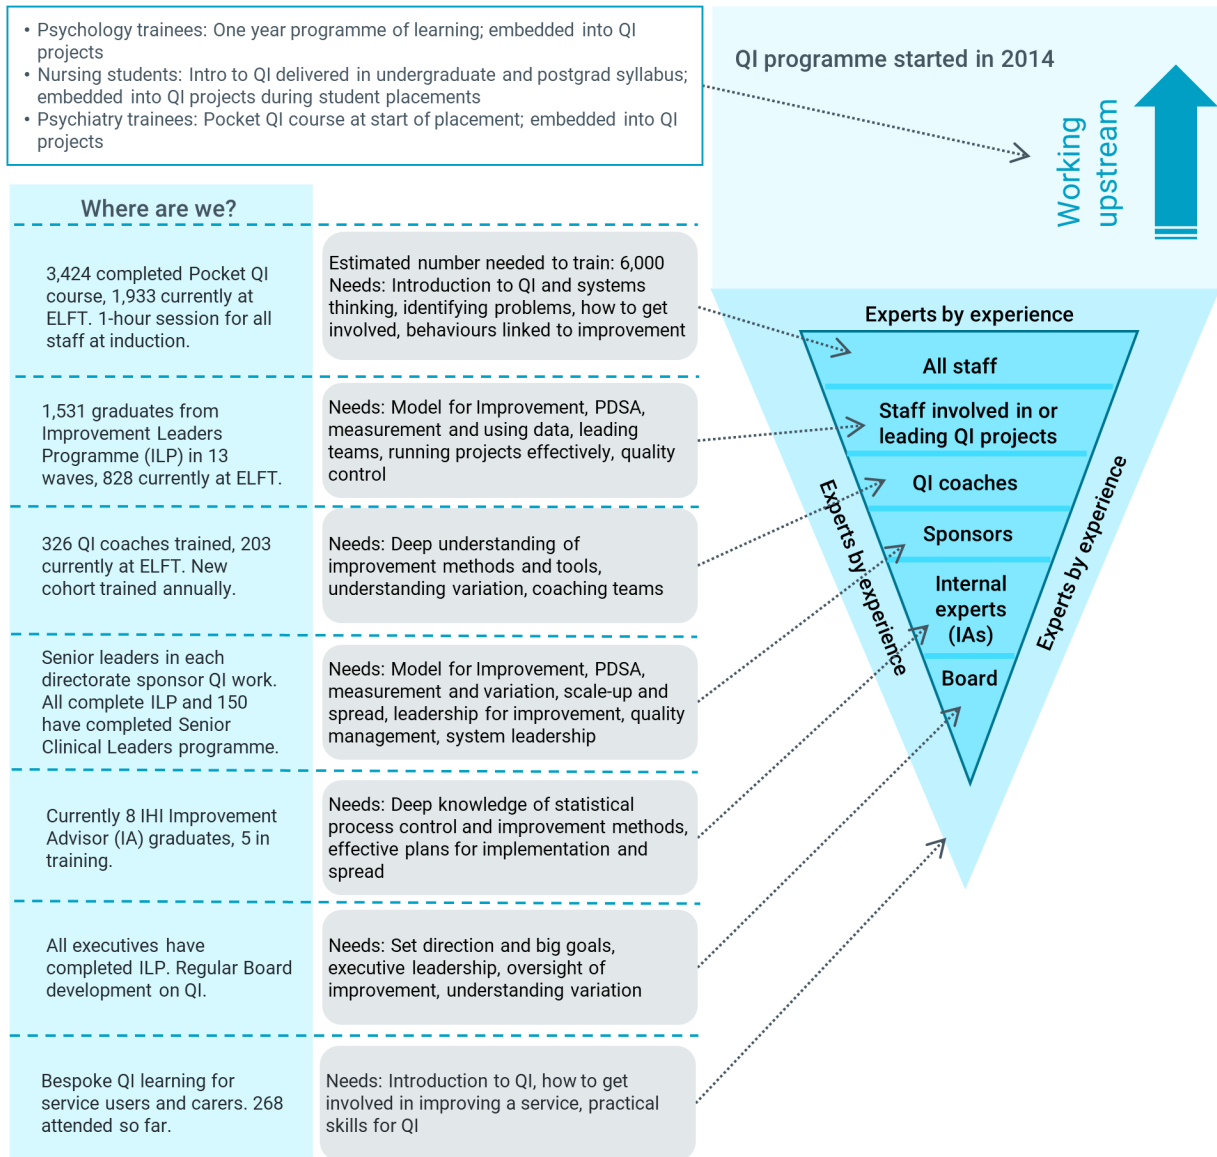 • Psychology trainees: One year programme of learning; embedded into QI
projects
• Nursing students: Intro to QI delivered in undergraduate and postgrad syllabus;
embedded into QI projects during student placements
• Psychiatry trainees: Pocket QI course at start of placement; embedded into QI
projects
QI programme started in 2014
Working
upstream
Where are we?
3,424 completed Pocket QI
course, 1,933 currently at
ELFT. 1-hour session for all
staff at induction.
Estimated number needed to train: 6,000
Needs: Introduction to QI and systems
thinking, identifying problems, how to get
involved, behaviours linked to improvement
1,531 graduates from
Improvement Leaders
Programme (ILP) in 13
waves, 828 currently at ELFT.
Needs: Model for Improvement, PDSA,
measurement and using data, leading
teams, running projects effectively, quality
control
326 QI coaches trained, 203
currently at ELFT. New
cohort trained annually.
Needs: Deep understanding of
improvement methods and tools,
understanding variation, coaching teams
Senior leaders in each
directorate sponsor QI work.
All complete ILP and 150
have completed Senior
Clinical Leaders programme.
Needs: Model for Improvement, PDSA,
measurement and variation, scale-up and
spread, leadership for improvement, quality
management, system leadership
Currently 8 IHI Improvement
Advisor (IA) graduates, 5 in
training.
Needs: Deep knowledge of statistical
process control and improvement methods,
effective plans for implementation and
spread
All executives have
completed ILP. Regular Board
development on QI.
Needs: Set direction and big goals,
executive leadership, oversight of
improvement, understanding variation
Bespoke QI learning for
service users and carers. 268
attended so far.
Needs: Introduction to QI, how to get
involved in improving a service, practical
skills for QI
Experts by experience
All staff
Staff involved in or
leading QI projects
QI coaches
Sponsors
Internal
experts
(IAs)
Board
Experts by experience
Experts by experience